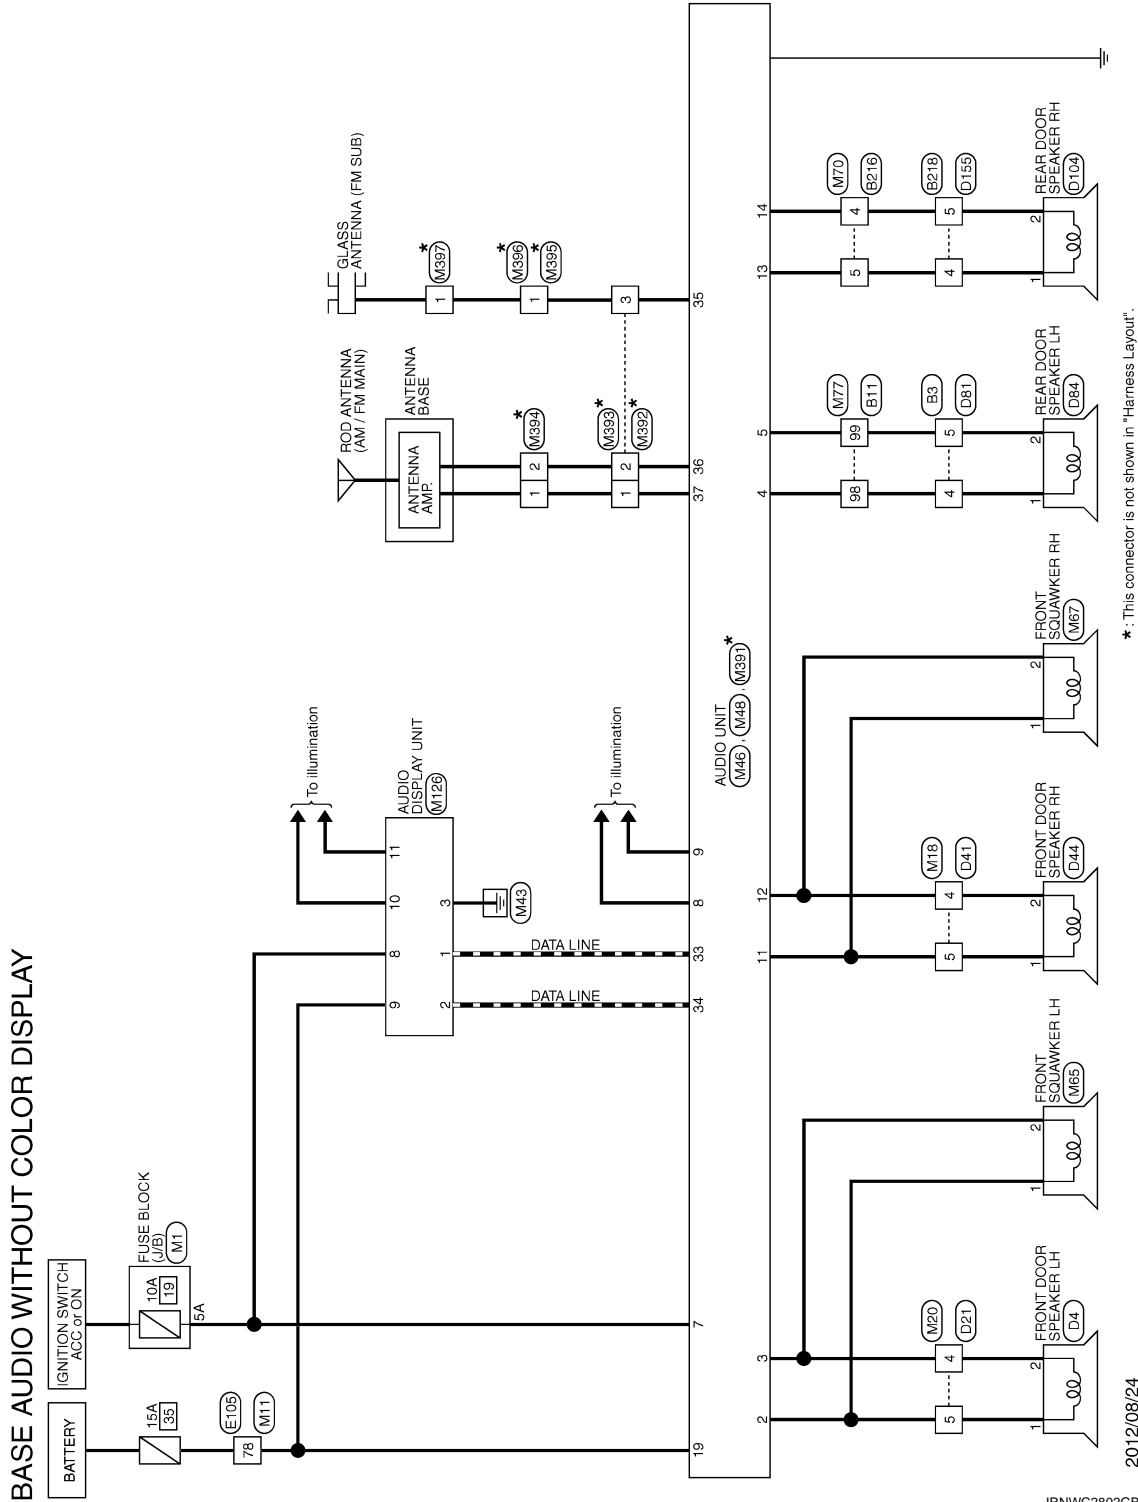 BASE AUDIO WITHOUT COLOR DISPLAY
BATTERY
IGNITION SWITCH
ACC or ON
15A
35
10A
19
FUSE BLOCK
(J/B)
M1
5A
78
E105
M11
9
8
10
11
AUDIO
DISPLAY UNIT
M126
2
1
3
M43
To illumination
DATA LINE
DATA LINE
To illumination
ROD ANTENNA
(AM / FM MAIN)
ANTENNA
BASE
ANTENNA
AMP.
1
2
M394
*
1
2
3
M393
*
M392
*
GLASS
ANTENNA (FM SUB)
1
M397
*
1
M396
*
M395
*
19
7
34
33
8
9
37
36
35
AUDIO UNIT
M46 , M48 , M391
*
2
3
11
12
4
5
13
14
5
4
M20
D21
5
4
M18
D41
98
99
M77
B11
4
5
B3
D81
5
4
M70
B216
4
5
B218
D155
1
2
FRONT DOOR
SPEAKER LH
D4
1
2
FRONT
SQUAWKER LH
M65
1
2
FRONT DOOR
SPEAKER RH
D44
1
2
FRONT
SQUAWKER RH
M67
1
2
REAR DOOR
SPEAKER LH
D84
1
2
REAR DOOR
SPEAKER RH
D104
* : This connector is not shown in "Harness Layout".
2012/08/24